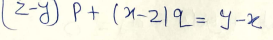 (z-y) p + (x-z)q = y-x